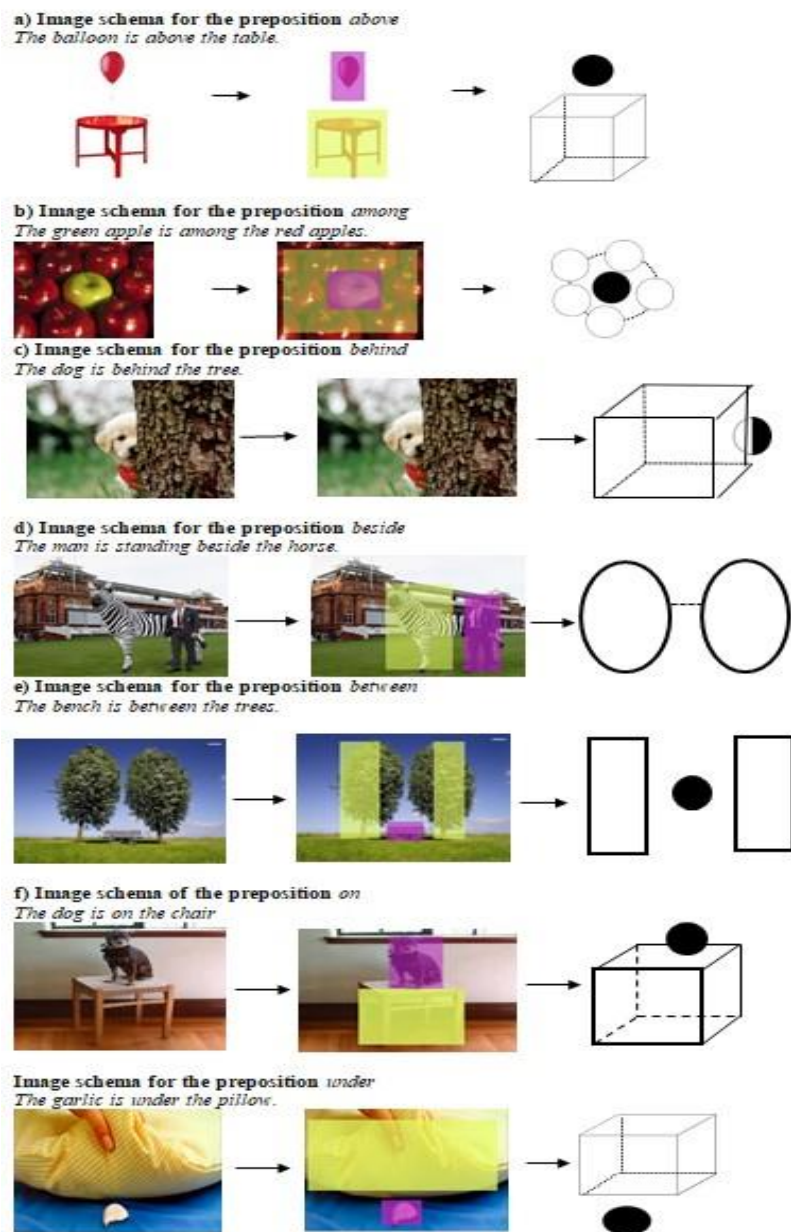 a) Image schema for the preposition above
The balloon is above the table.
b) Image schema for the preposition among
The green apple is among the red apples.
c) Image schema for the preposition behind
The dog is behind the tree.
d) Image schema for the preposition beside
The man is standing beside the horse.
e) Image schema for the preposition between
The bench is between the trees.
f) Image schema of the preposition on
The dog is on the chair
Image schema for the preposition under
The garlic is under the pillow.